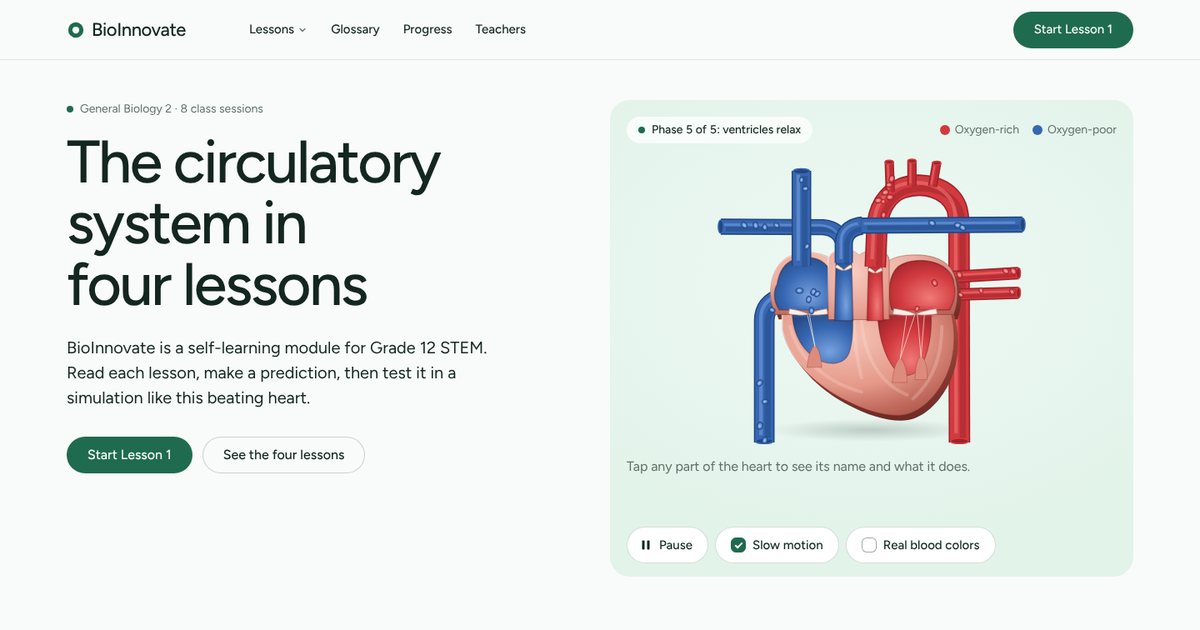 BioInnovate
Lessons
Glossary
Progress
Teachers
Start Lesson 1
General Biology 2 · 8 class sessions
The circulatory
system in
four lessons
BioInnovate is a self-learning module for Grade 12 STEM.
Read each lesson, make a prediction, then test it in a
simulation like this beating heart.
Start Lesson 1
See the four lessons
Phase 5 of 5: ventricles relax
Oxygen-rich
Oxygen-poor
Tap any part of the heart to see its name and what it does.
Pause
Slow motion
Real blood colors